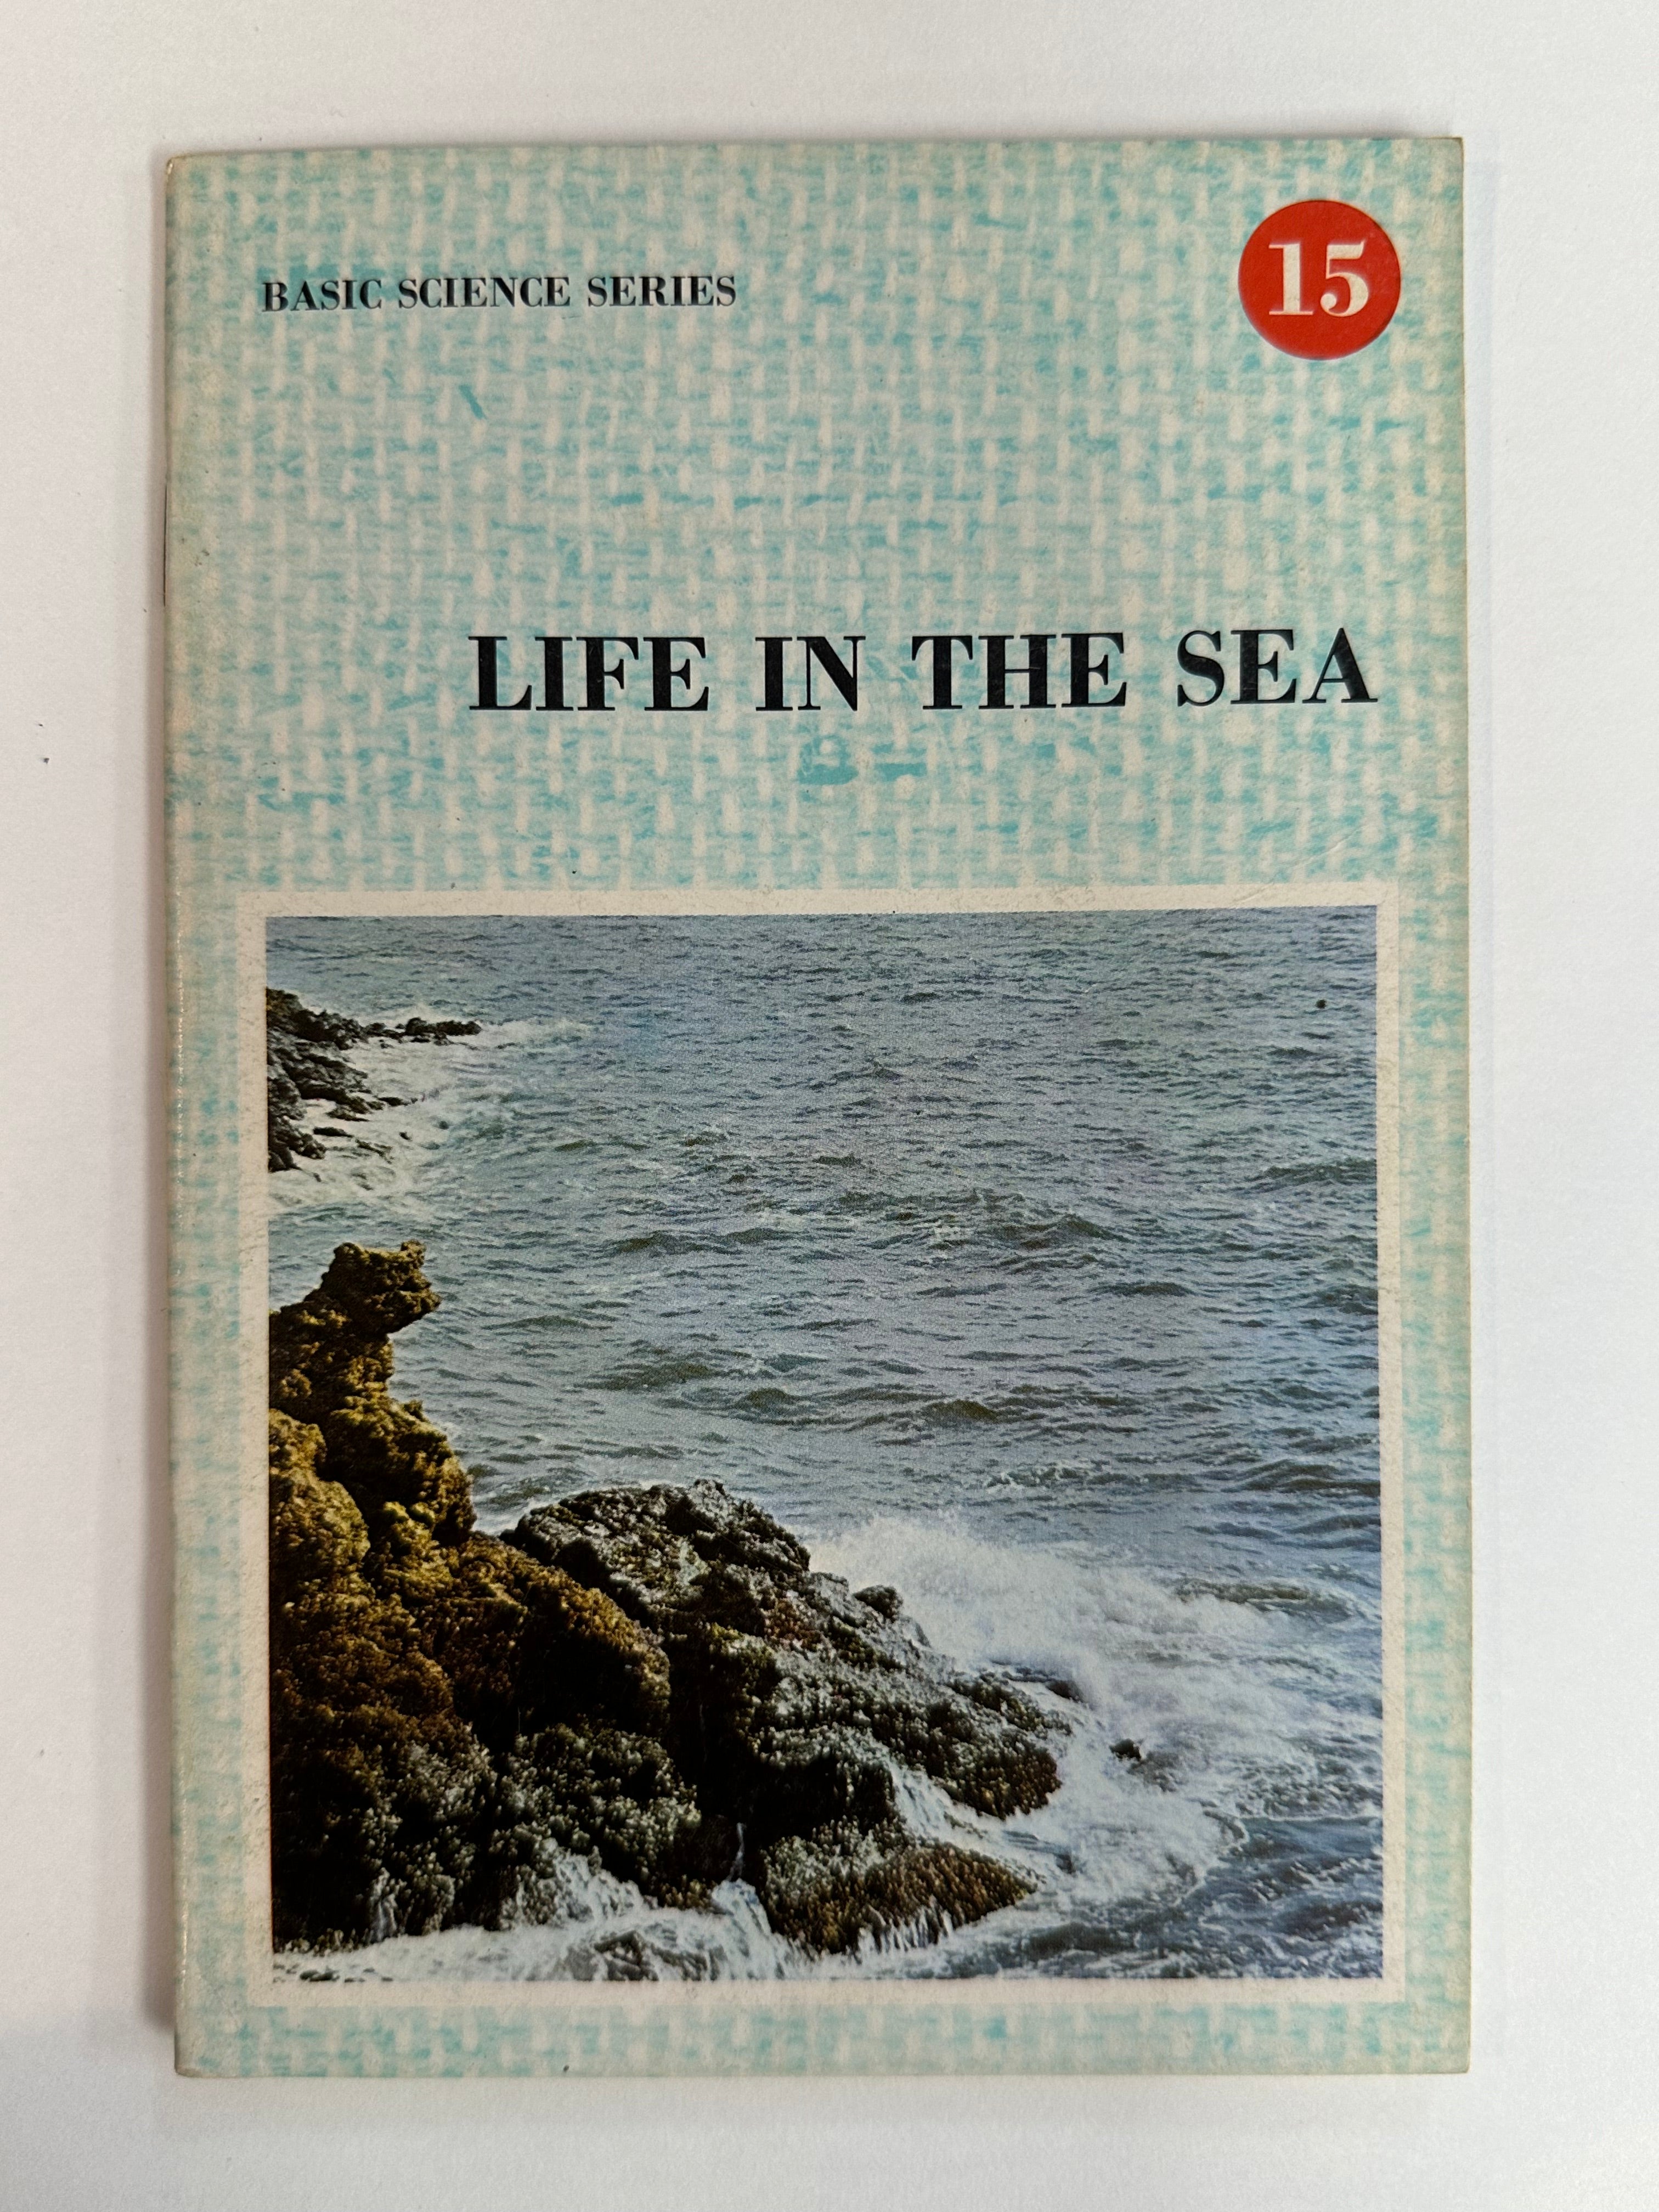 BASIC SCIENCE SERIES
15
LIFE IN THE SEA